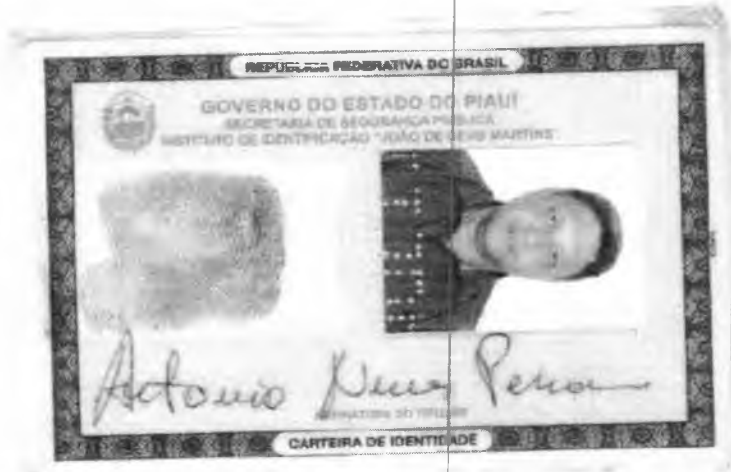 REPÚBLICA FEDERATIVA DO BRASIL
GOVERNO DO ESTADO DO PIAUÍ
SECRETARIA DE SEGURANÇA PÚBLICA
INSTITUTO DE IDENTIFICAÇÃO "JOÃO DE DEUS MARTINS"
Antonio
ASSINATURA DO TITULAR
CARTEIRA DE IDENTIDADE